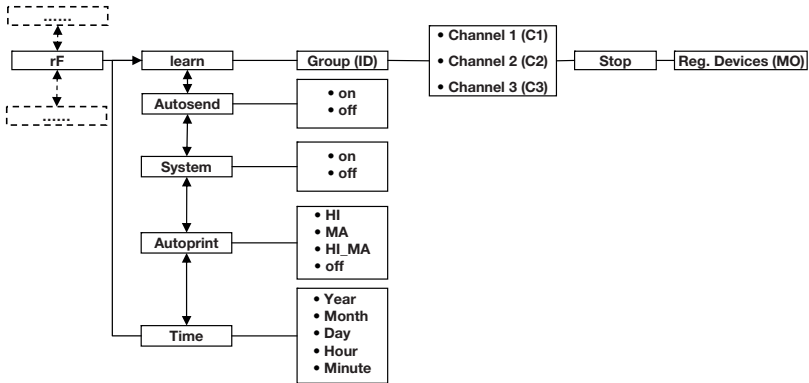 ......
rF
......
learn
Group (ID)
• Channel 1 (C1)
• Channel 2 (C2)
• Channel 3 (C3)
Stop
Reg. Devices (MO)
Autosend
• on
• off
System
• on
• off
Autoprint
• HI
• MA
• HI_MA
• off
Time
• Year
• Month
• Day
• Hour
• Minute